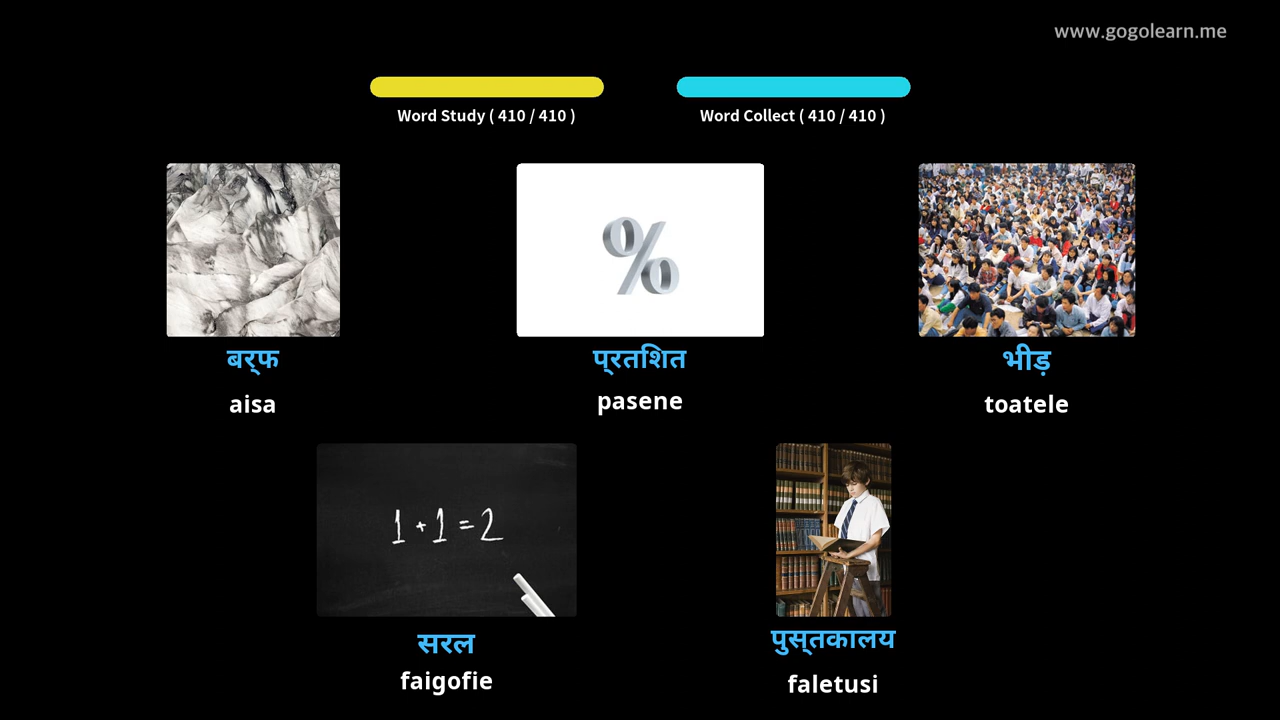 www.gogolearn.me
Word Study ( 410 / 410 )
Word Collect ( 410 / 410 )
%
बर्फ
प्रतिशत
भीड़
aisa
pasene
toatele
1 + 1 = 2
सरल
पुस्तकालय
faigofie
faletusi